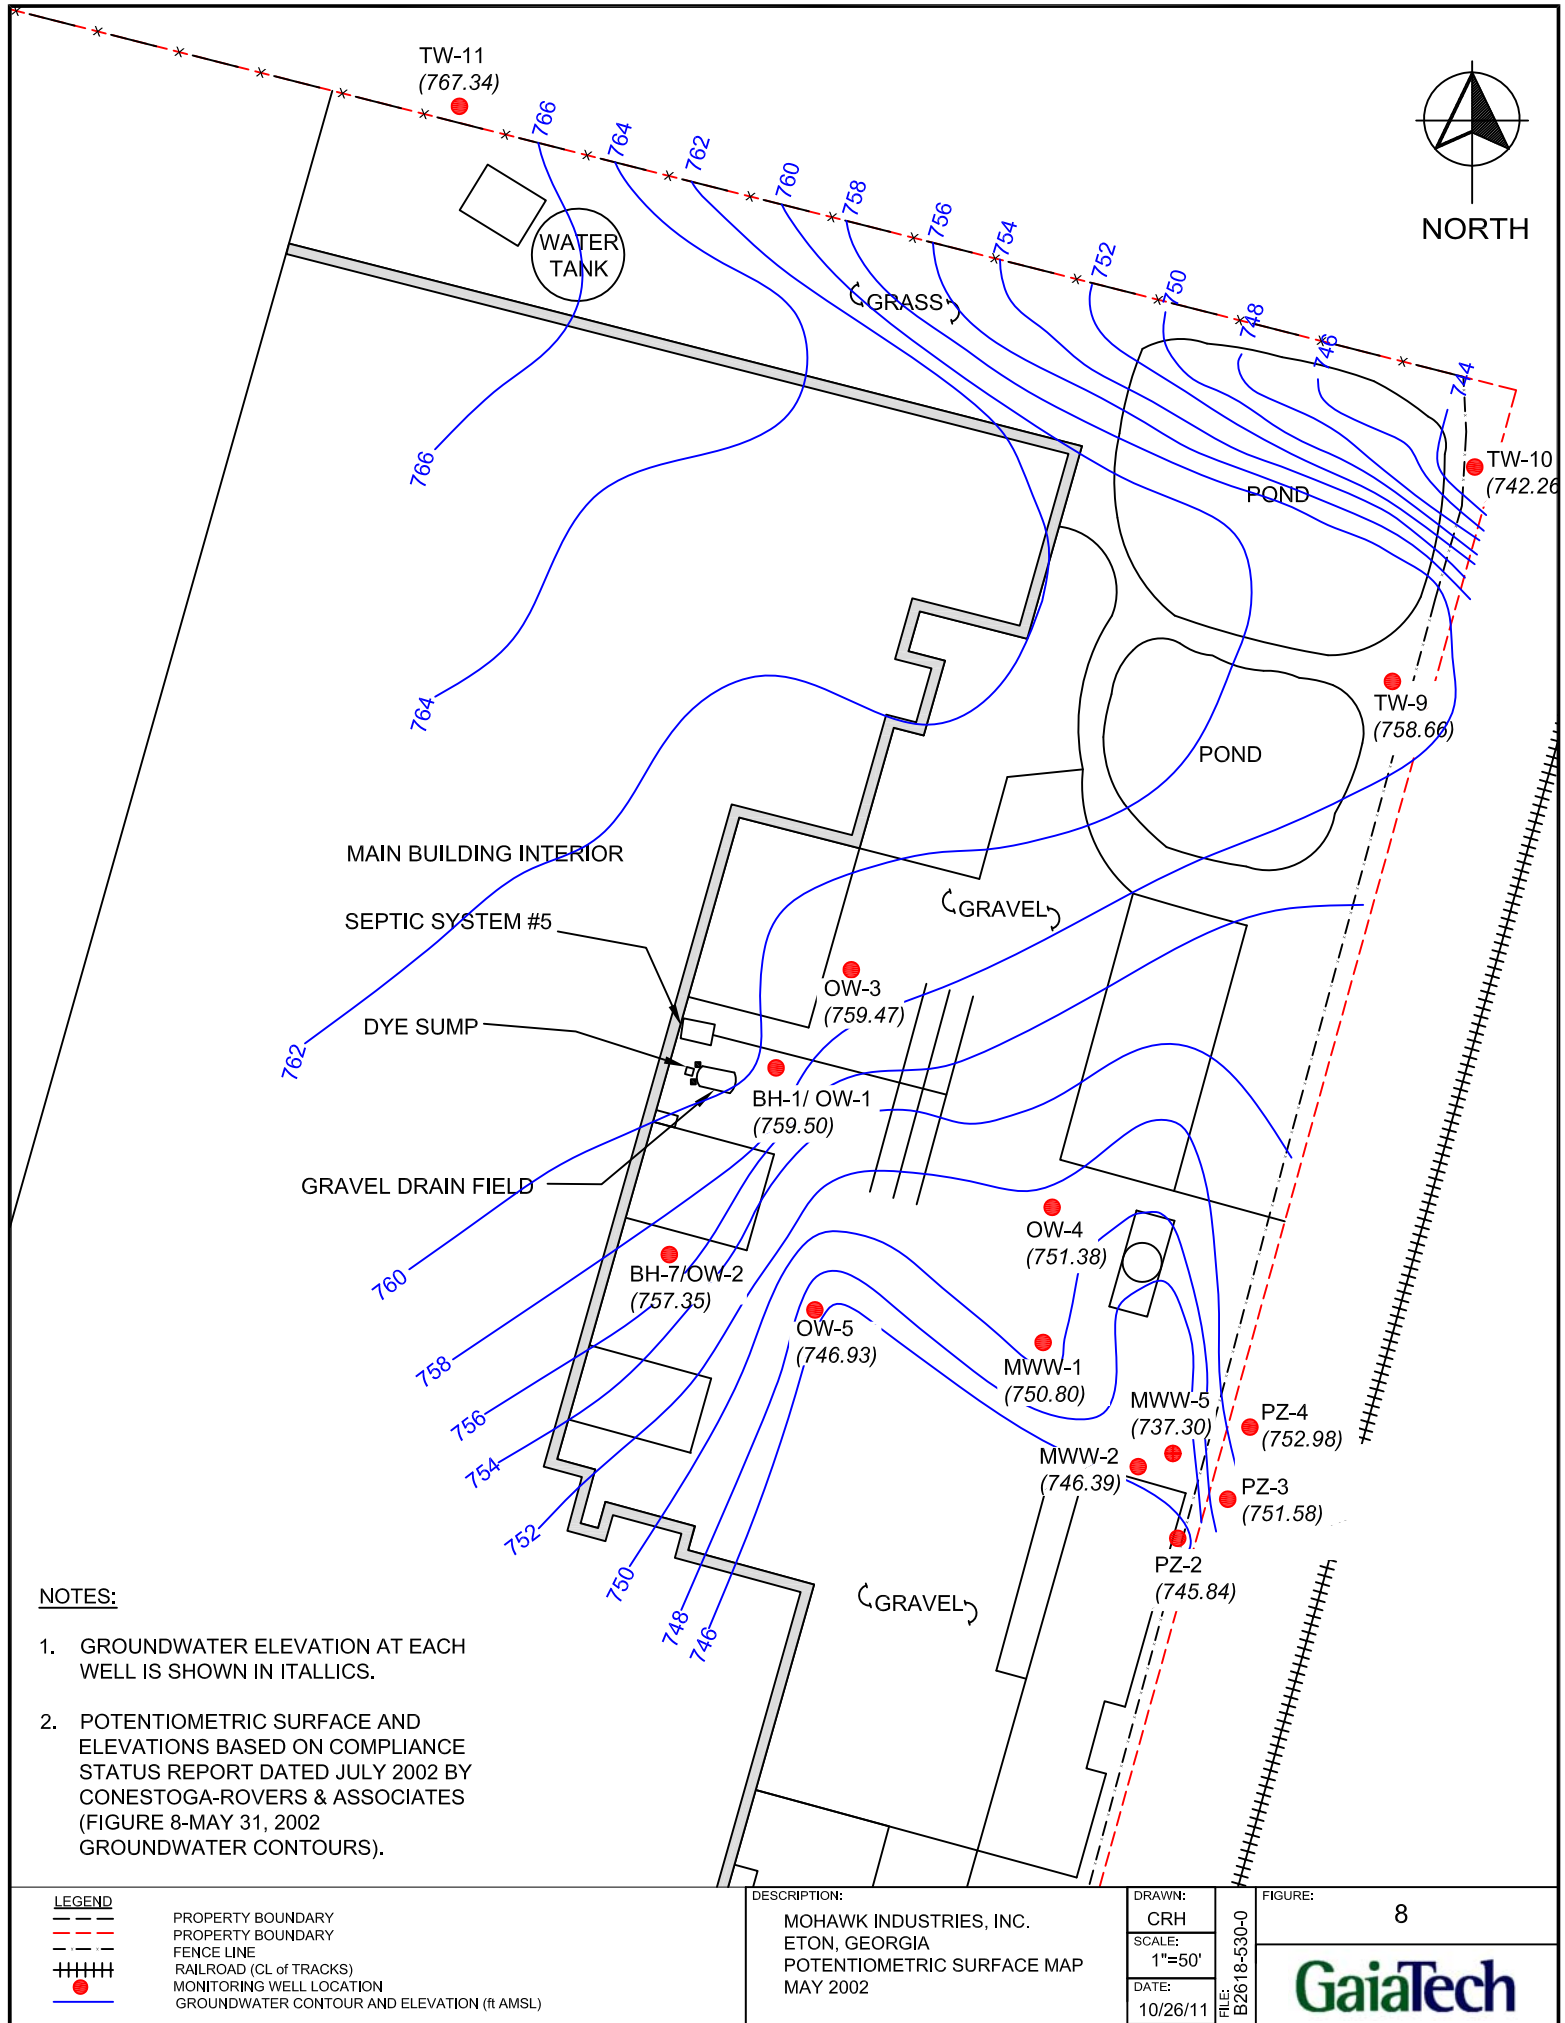 TW-11
(767.34)
766
764
762
760
758
756
754
752
750
748
746
744
NORTH
WATER
TANK
GRASS
TW-10
(742.26
POND
766
TW-9
(758.66)
764
POND
MAIN BUILDING INTERIOR
SEPTIC SYSTEM #5
GRAVEL
OW-3
(759.47)
DYE SUMP
762
BH-1/ OW-1
(759.50)
GRAVEL DRAIN FIELD
OW-4
(751.38)
760
BH-7/OW-2
(757.35)
OW-5
(746.93)
758
MWW-1
(750.80)
MWW-5
(737.30)
PZ-4
(752.98)
756
MWW-2
(746.39)
754
PZ-3
(751.58)
752
PZ-2
(745.84)
750
GRAVEL
748
746
NOTES:
1. GROUNDWATER ELEVATION AT EACH
WELL IS SHOWN IN ITALLICS.
2. POTENTIOMETRIC SURFACE AND
ELEVATIONS BASED ON COMPLIANCE
STATUS REPORT DATED JULY 2002 BY
CONESTOGA-ROVERS & ASSOCIATES
(FIGURE 8-MAY 31, 2002
GROUNDWATER CONTOURS).
LEGEND
PROPERTY BOUNDARY
PROPERTY BOUNDARY
FENCE LINE
RAILROAD (CL of TRACKS)
MONITORING WELL LOCATION
GROUNDWATER CONTOUR AND ELEVATION (ft AMSL)
DESCRIPTION:
MOHAWK INDUSTRIES, INC.
ETON, GEORGIA
POTENTIOMETRIC SURFACE MAP
MAY 2002
DRAWN:
CRH
SCALE:
1"=50'
DATE:
10/26/11
FILE:
B2618-530-0
FIGURE:
8
GaiaTech